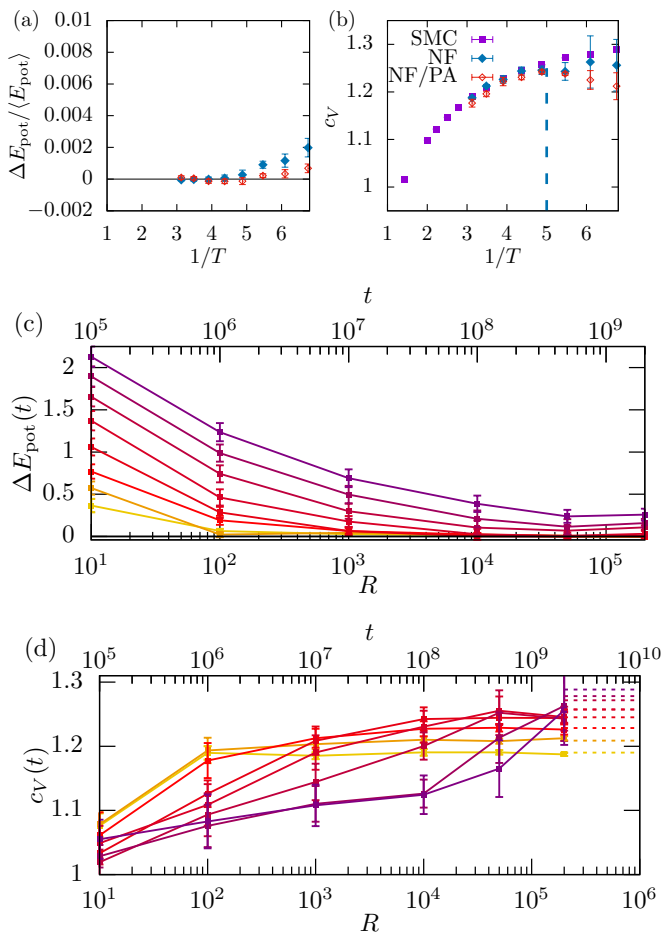 (a)
(b)
0.01
0.008
0.006
0.004
0.002
0
−0.002
ΔE_pot/⟨E_pot⟩
1 2 3 4 5 6
1/T
SMC
NF
NF/PA
1.3
1.2
1.1
1
c_V
1 2 3 4 5 6
1/T
(c)
t
10^5 10^6 10^7 10^8 10^9
2
1.5
1
0.5
0
ΔE_pot(t)
10^1 10^2 10^3 10^4 10^5
R
(d)
t
10^5 10^6 10^7 10^8 10^9 10^10
1.3
1.2
1.1
1
c_V(t)
10^1 10^2 10^3 10^4 10^5 10^6
R